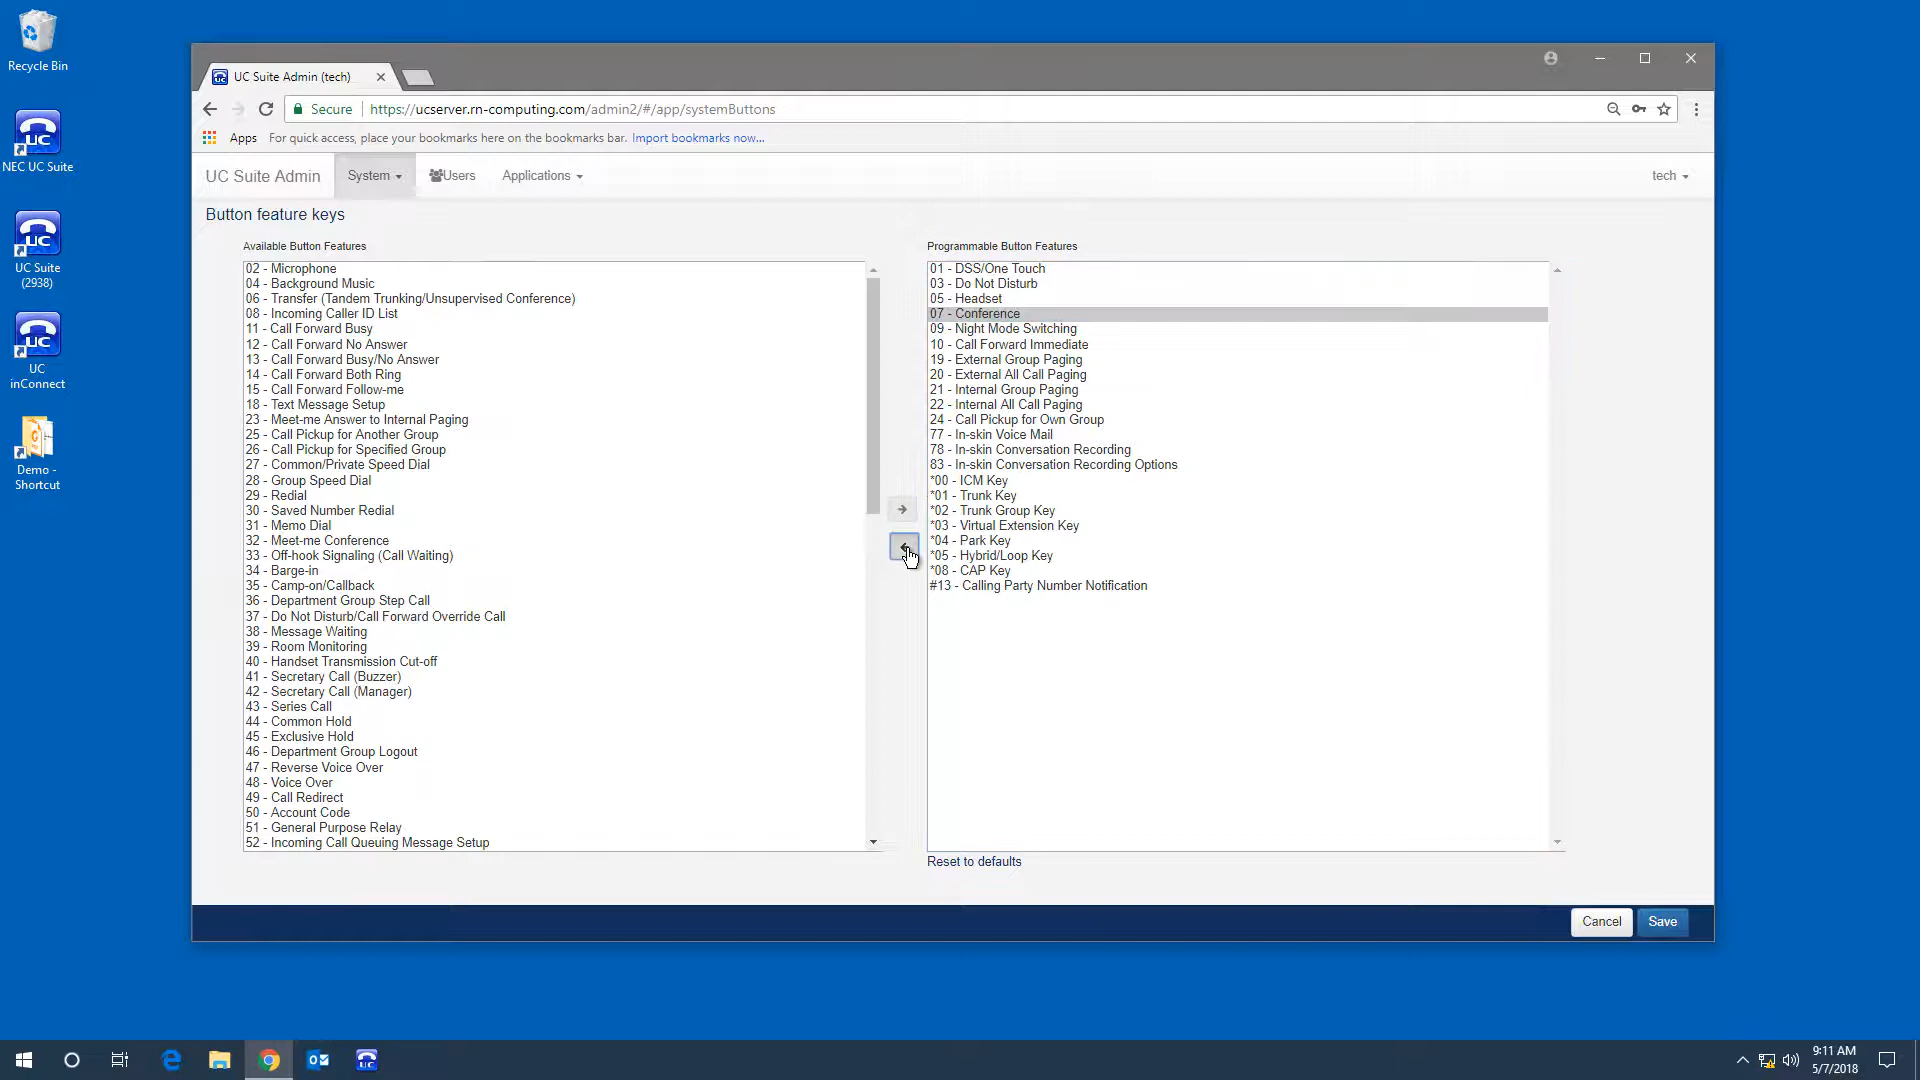 Recycle Bin
NEC UC Suite
UC Suite
(2938)
UC
inConnect
Demo -
Shortcut
UC Suite Admin (tech)
Secure
https://ucserver.rn-computing.com/admin2/#/app/systemButtons
Apps
For quick access, place your bookmarks here on the bookmarks bar. Import bookmarks now...
UC Suite Admin
System
Users
Applications
tech
Button feature keys
Available Button Features
02 - Microphone
04 - Background Music
06 - Transfer (Tandem Trunking/Unsupervised Conference)
08 - Incoming Caller ID List
11 - Call Forward Busy
12 - Call Forward No Answer
13 - Call Forward Busy/No Answer
14 - Call Forward Both Ring
15 - Call Forward Follow-me
18 - Text Message Setup
23 - Meet-me Answer to Internal Paging
25 - Call Pickup for Another Group
26 - Call Pickup for Specified Group
27 - Common/Private Speed Dial
28 - Group Speed Dial
29 - Redial
30 - Saved Number Redial
31 - Memo Dial
32 - Meet-me Conference
33 - Off-hook Signaling (Call Waiting)
34 - Barge-in
35 - Camp-on/Callback
36 - Department Group Step Call
37 - Do Not Disturb/Call Forward Override Call
38 - Message Waiting
39 - Room Monitoring
40 - Handset Transmission Cut-off
41 - Secretary Call (Buzzer)
42 - Secretary Call (Manager)
43 - Series Call
44 - Common Hold
45 - Exclusive Hold
46 - Department Group Logout
47 - Reverse Voice Over
48 - Voice Over
49 - Call Redirect
50 - Account Code
51 - General Purpose Relay
52 - Incoming Call Queuing Message Setup
Programmable Button Features
01 - DSS/One Touch
03 - Do Not Disturb
05 - Headset
07 - Conference
09 - Night Mode Switching
10 - Call Forward Immediate
19 - External Group Paging
20 - External All Call Paging
21 - Internal Group Paging
22 - Internal All Call Paging
24 - Call Pickup for Own Group
77 - In-skin Voice Mail
78 - In-skin Conversation Recording
83 - In-skin Conversation Recording Options
*00 - ICM Key
*01 - Trunk Key
*02 - Trunk Group Key
*03 - Virtual Extension Key
*04 - Park Key
*05 - Hybrid/Loop Key
*08 - CAP Key
#13 - Calling Party Number Notification
Reset to defaults
Cancel
Save
9:11 AM
5/7/2018